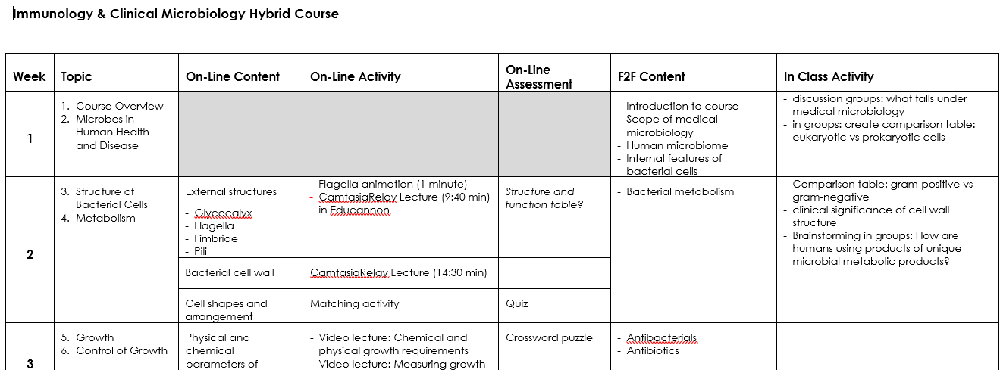 Immunology & Clinical Microbiology Hybrid Course
Week
Topic
On-Line Content
On-Line Activity
On-Line
Assessment
F2F Content
In Class Activity
1
1. Course Overview
2. Microbes in
Human Health
and Disease
- Introduction to course
- Scope of medical
microbiology
- Human microbiome
- Internal features of
bacterial cells
- discussion groups: what falls under
medical microbiology
- in groups: create comparison table:
eukaryotic vs prokaryotic cells
2
3. Structure of
Bacterial Cells
4. Metabolism
External structures
- Glycocalyx
- Flagella
- Fimbriae
- Pili
- Flagella animation (1 minute)
- CamtasiaRelay Lecture (9:40 min)
in Educannon
Structure and
function table?
Bacterial cell wall
CamtasiaRelay Lecture (14:30 min)
Cell shapes and
arrangement
Matching activity
Quiz
- Bacterial metabolism
- Comparison table: gram-positive vs
gram-negative
- clinical significance of cell wall
structure
- Brainstorming in groups: How are
humans using products of unique
microbial metabolic products?
3
5. Growth
6. Control of Growth
Physical and
chemical
parameters of
- Video lecture: Chemical and
physical growth requirements
- Video lecture: Measuring growth
Crossword puzzle
- Antibacterials
- Antibiotics